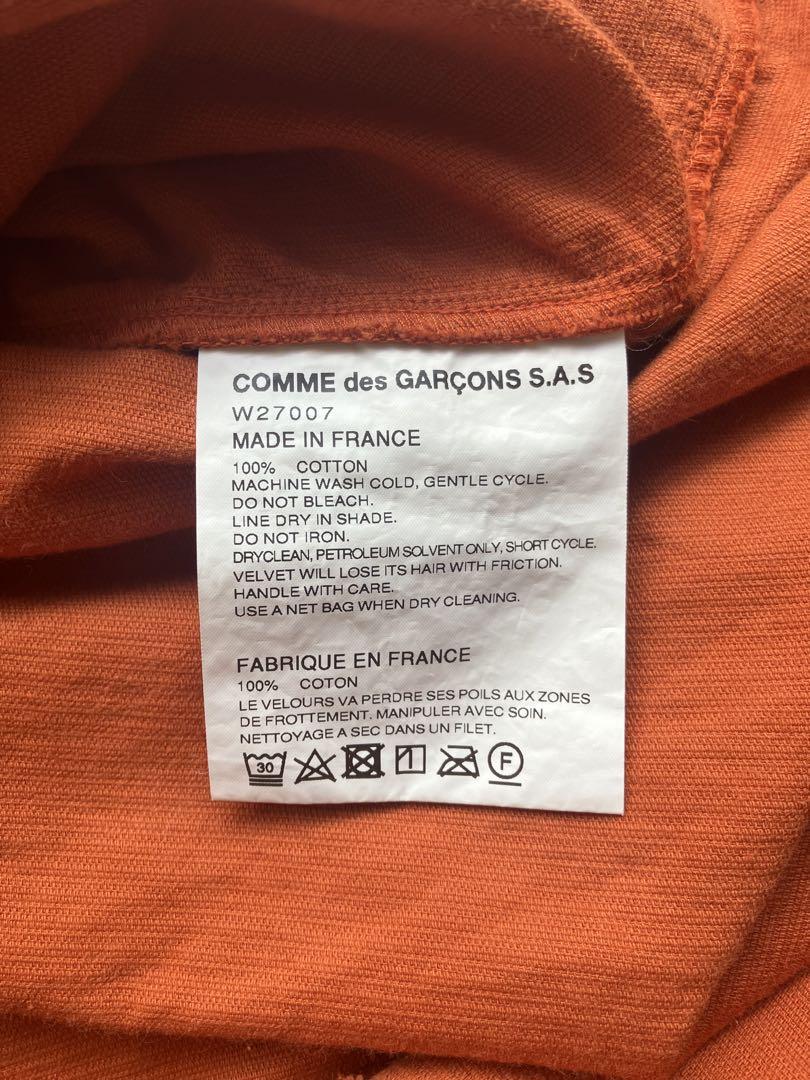 COMME des GARÇONS S.A.S
W27007
MADE IN FRANCE
100% COTTON
MACHINE WASH COLD, GENTLE CYCLE.
DO NOT BLEACH.
LINE DRY IN SHADE.
DO NOT IRON.
DRYCLEAN, PETROLEUM SOLVENT ONLY, SHORT CYCLE.
VELVET WILL LOSE ITS HAIR WITH FRICTION.
HANDLE WITH CARE.
USE A NET BAG WHEN DRY CLEANING.
FABRIQUE EN FRANCE
100% COTON
LE VELOURS VA PERDRE SES POILS AUX ZONES
DE FROTTEMENT. MANIPULER AVEC SOIN.
NETTOYAGE A SEC DANS UN FILET.
30 F